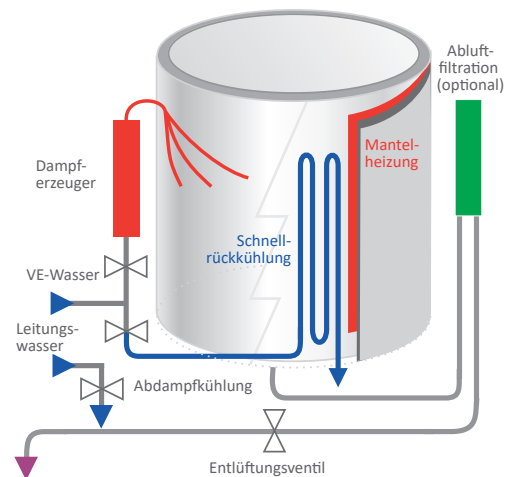 Abluft-
filtration
(optional)
Mantel-
heizung
Dampf-
erzeuger
Schnell-
rückkühlung
VE-Wasser
Leitungs-
wasser
Abdampfkühlung
Entlüftungsventil